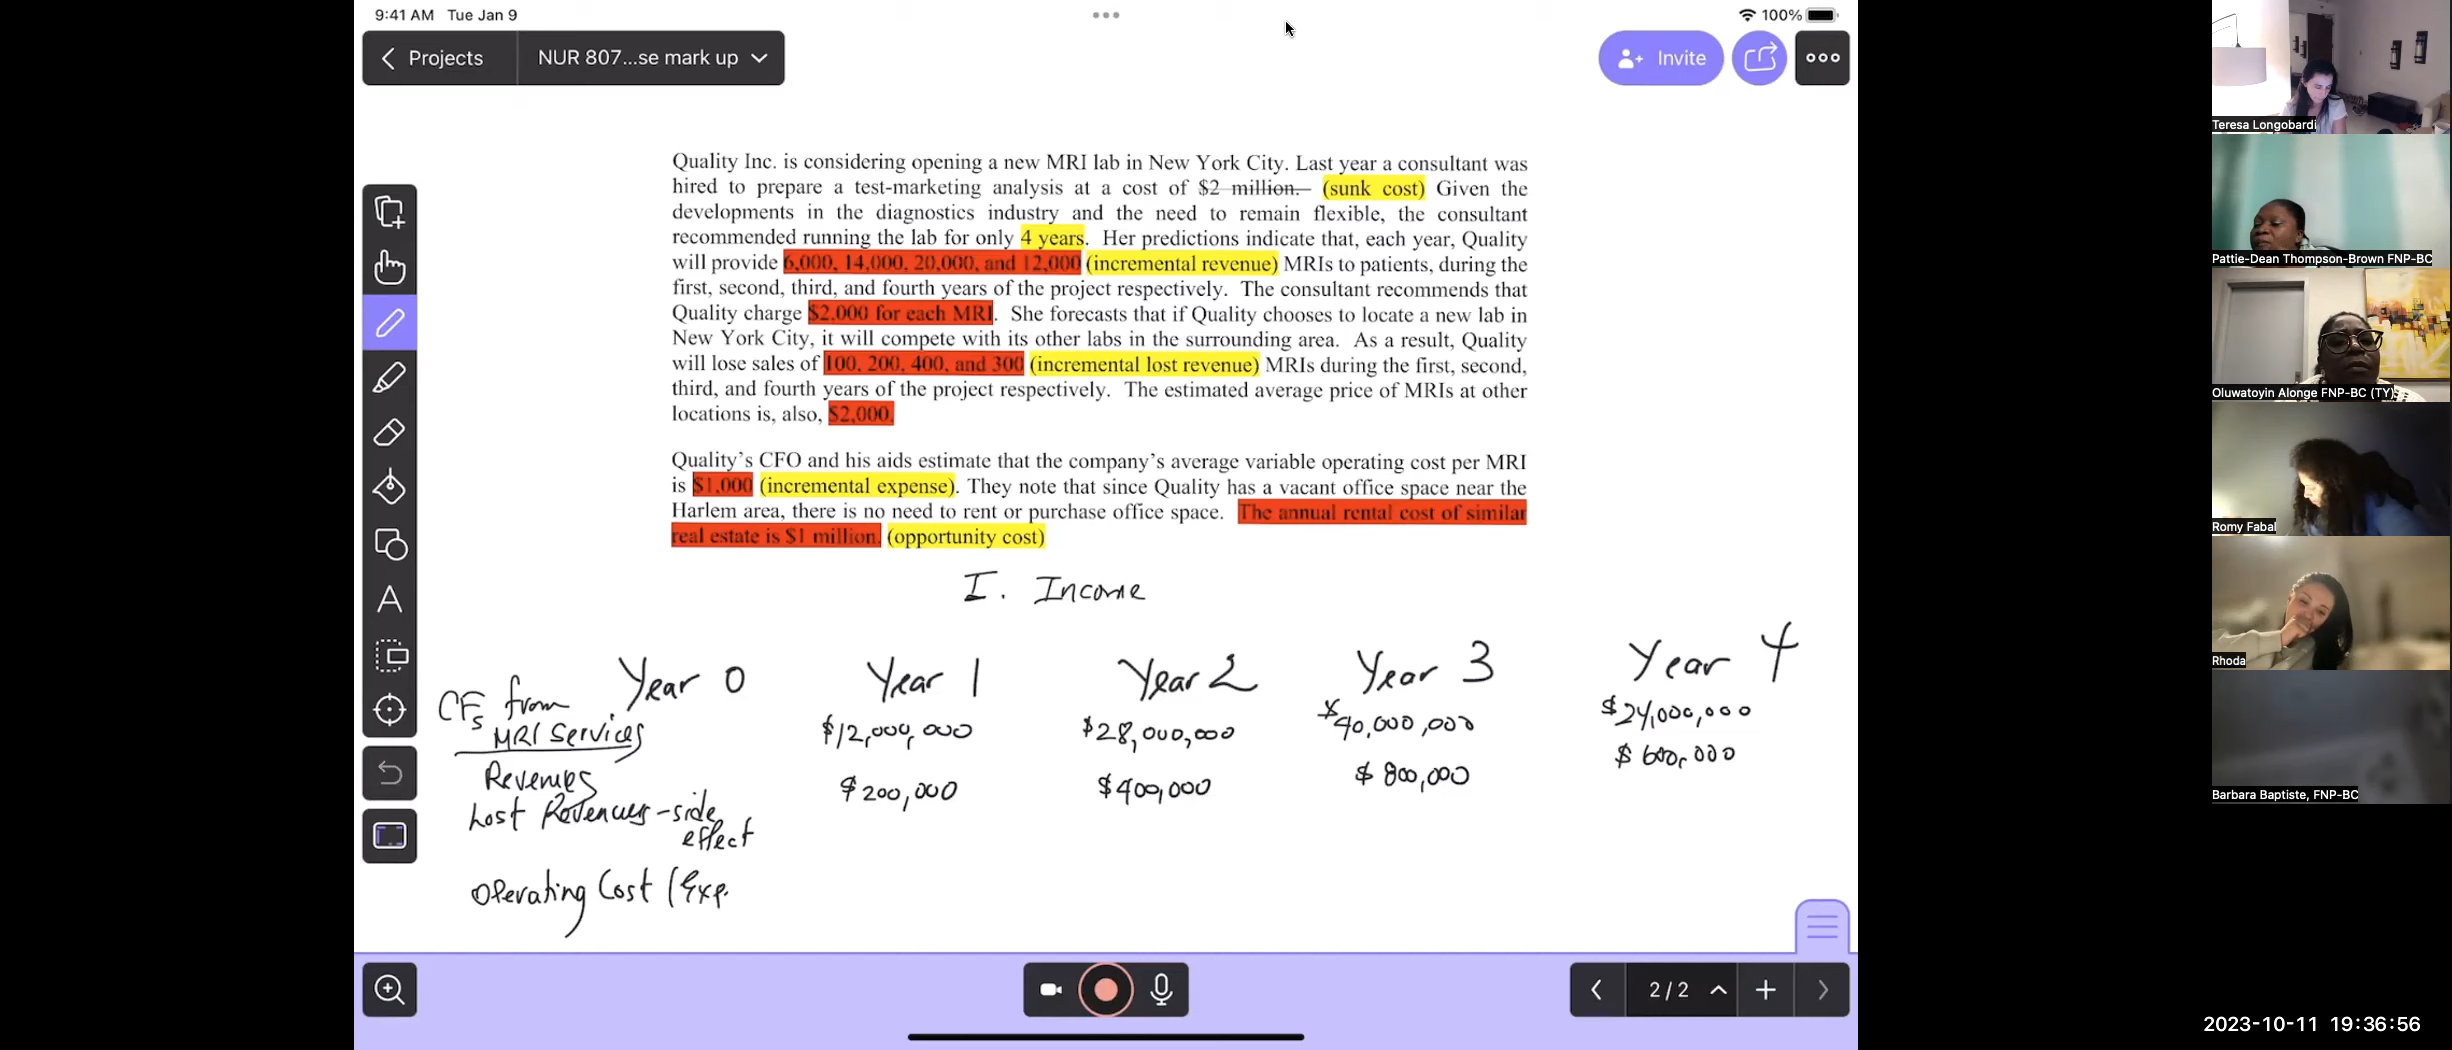 9:41 AM Tue Jan 9
100%
Projects
NUR 807...se mark up
Invite
Quality Inc. is considering opening a new MRI lab in New York City. Last year a consultant was
hired to prepare a test-marketing analysis at a cost of $2 million. (sunk cost) Given the
developments in the diagnostics industry and the need to remain flexible, the consultant
recommended running the lab for only 4 years. Her predictions indicate that, each year, Quality
will provide 6,000, 14,000, 20,000, and 12,000 (incremental revenue) MRIs to patients, during the
first, second, third, and fourth years of the project respectively. The consultant recommends that
Quality charge $2,000 for each MRI. She forecasts that if Quality chooses to locate a new lab in
New York City, it will compete with its other labs in the surrounding area. As a result, Quality
will lose sales of 100, 200, 400, and 300 (incremental lost revenue) MRIs during the first, second,
third, and fourth years of the project respectively. The estimated average price of MRIs at other
locations is, also, $2,000.
Quality's CFO and his aids estimate that the company's average variable operating cost per MRI
is $1,000 (incremental expense). They note that since Quality has a vacant office space near the
Harlem area, there is no need to rent or purchase office space. The annual rental cost of similar
real estate is $1 million. (opportunity cost)
I. Income
Year 0 Year 1 Year 2 Year 3 Year 4
CFs from
MRI Services
Revenues $12,000,000 $28,000,000 $40,000,000 $24,000,000
Lost Revenues - side effect $200,000 $400,000 $800,000 $600,000
Operating Cost (Exp.
A
2/2
Teresa Longobardi
Pattie-Dean Thompson-Brown FNP-BC
Oluwatoyin Alonge FNP-BC (TY)
Romy Fabal
Rhoda
Barbara Baptiste, FNP-BC
2023-10-11 19:36:56